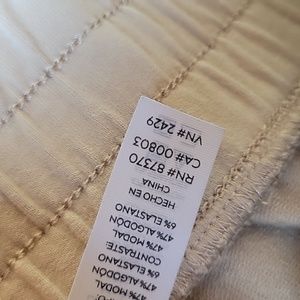 47% MODAL
47% ALGODÓN
6% ELASTANO
CONTRASTE:
47% MODAL
47% ALGODÓN
6% ELASTANO
HECHO EN
CHINA
RN# 87370
CA# 00803
VN# 2429